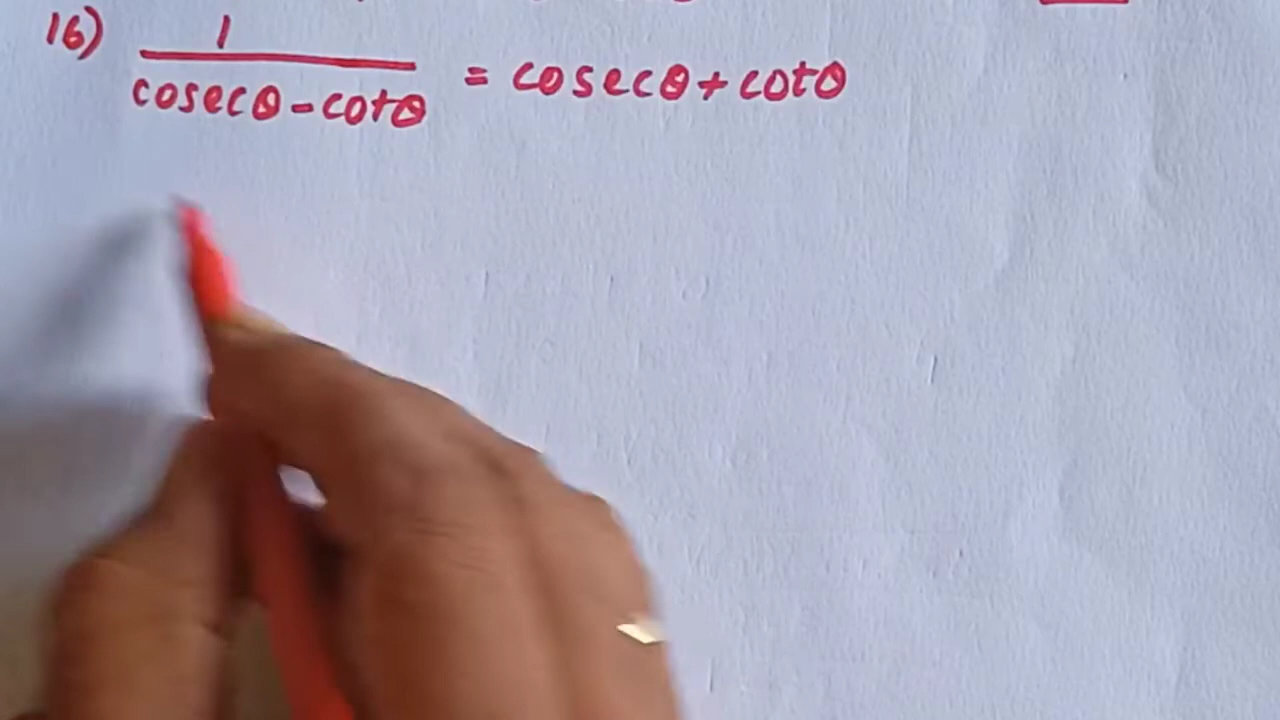 16) 1
cosecθ - cotθ = cosecθ + cotθ